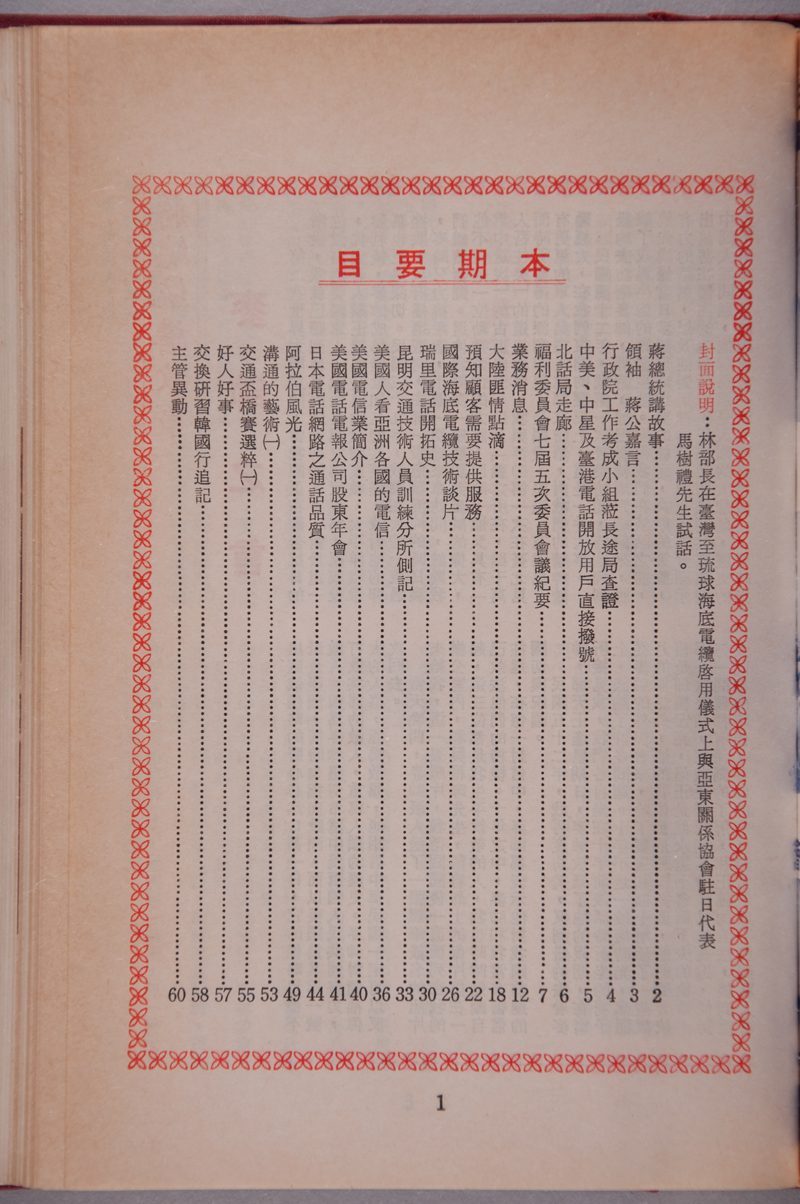 本期要目
封面說明：林部長在臺灣至琉球海底電纜啓用儀式上與亞東關係協會駐日代表
馬樹禮先生試話。
蔣總統講故事……2
領袖　蔣公嘉言……3
行政院工作考成小組蒞長途局查證……4
中美、中星及臺港電話開放用戶直接撥號……5
北話局走廊……6
福利委員會七屆五次委員會議紀要……7
業務消息……12
大陸匪情點滴……18
預知顧客需要提供服務……22
國際海底電纜技術談片……26
瑞里電話開拓史……30
昆明交通技術人員訓練分所側記……33
美國人看亞洲各國的電信……36
美國電信業簡介……40
美國電話電報公司股東年會……41
日本電話網路之通話品質……44
阿拉伯風光……49
溝通的藝術㈠……53
交通盃橋賽選粹㈠……55
好人好事……57
交換研習韓國行追記……58
主管異動……60
1